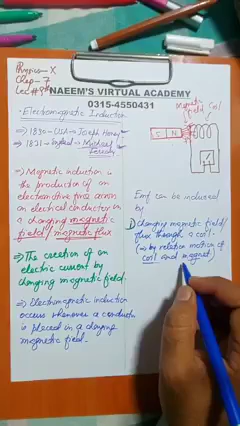 Physics-X
Chap-7
Lec # 8th
NAEEM'S VIRTUAL ACADEMY
0315-4550431
Electromagnetic Induction
⇒ 1830-USA → Joseph Henry
⇒ 1831- → Michael
Faraday
⇒ Magnetic induction is
the production of an
electromotive force across
an electrical conductor in
a changing magnetic
field / magnetic flux
⇒ The creation of an
electric current by
changing magnetic field.
⇒ Electromagnetic induction
occurs whenever a conductor
is placed in a changing
magnetic field.
Magnetic
field
Coil
S N
Emf can be induced
by
① Changing magnetic field/
flux through a coil.
(→ by relative motion of
coil and magnet)